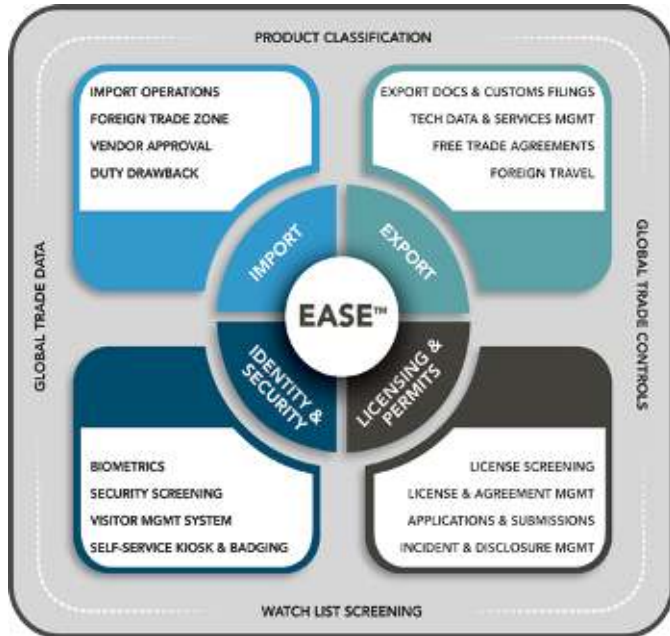 PRODUCT CLASSIFICATION
IMPORT OPERATIONS
FOREIGN TRADE ZONE
VENDOR APPROVAL
DUTY DRAWBACK
EXPORT DOCS & CUSTOMS FILINGS
TECH DATA & SERVICES MGMT
FREE TRADE AGREEMENTS
FOREIGN TRAVEL
GLOBAL TRADE DATA
IMPORT
EXPORT
EASE™
IDENTITY &
SECURITY
LICENSING &
PERMITS
GLOBAL TRADE CONTROLS
BIOMETRICS
SECURITY SCREENING
VISITOR MGMT SYSTEM
SELF-SERVICE KIOSK & BADGING
LICENSE SCREENING
LICENSE & AGREEMENT MGMT
APPLICATIONS & SUBMISSIONS
INCIDENT & DISCLOSURE MGMT
WATCH LIST SCREENING